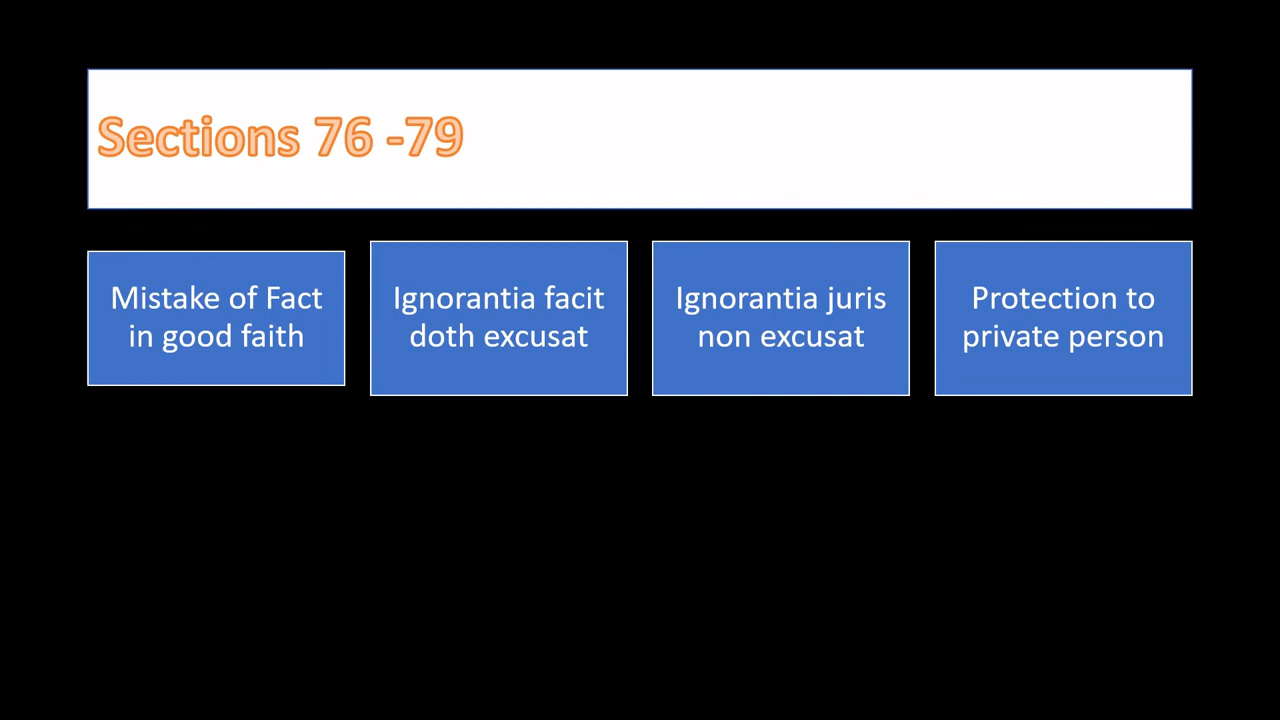 Sections 76 -79
Mistake of Fact
in good faith
Ignorantia facit
doth excusat
Ignorantia juris
non excusat
Protection to
private person